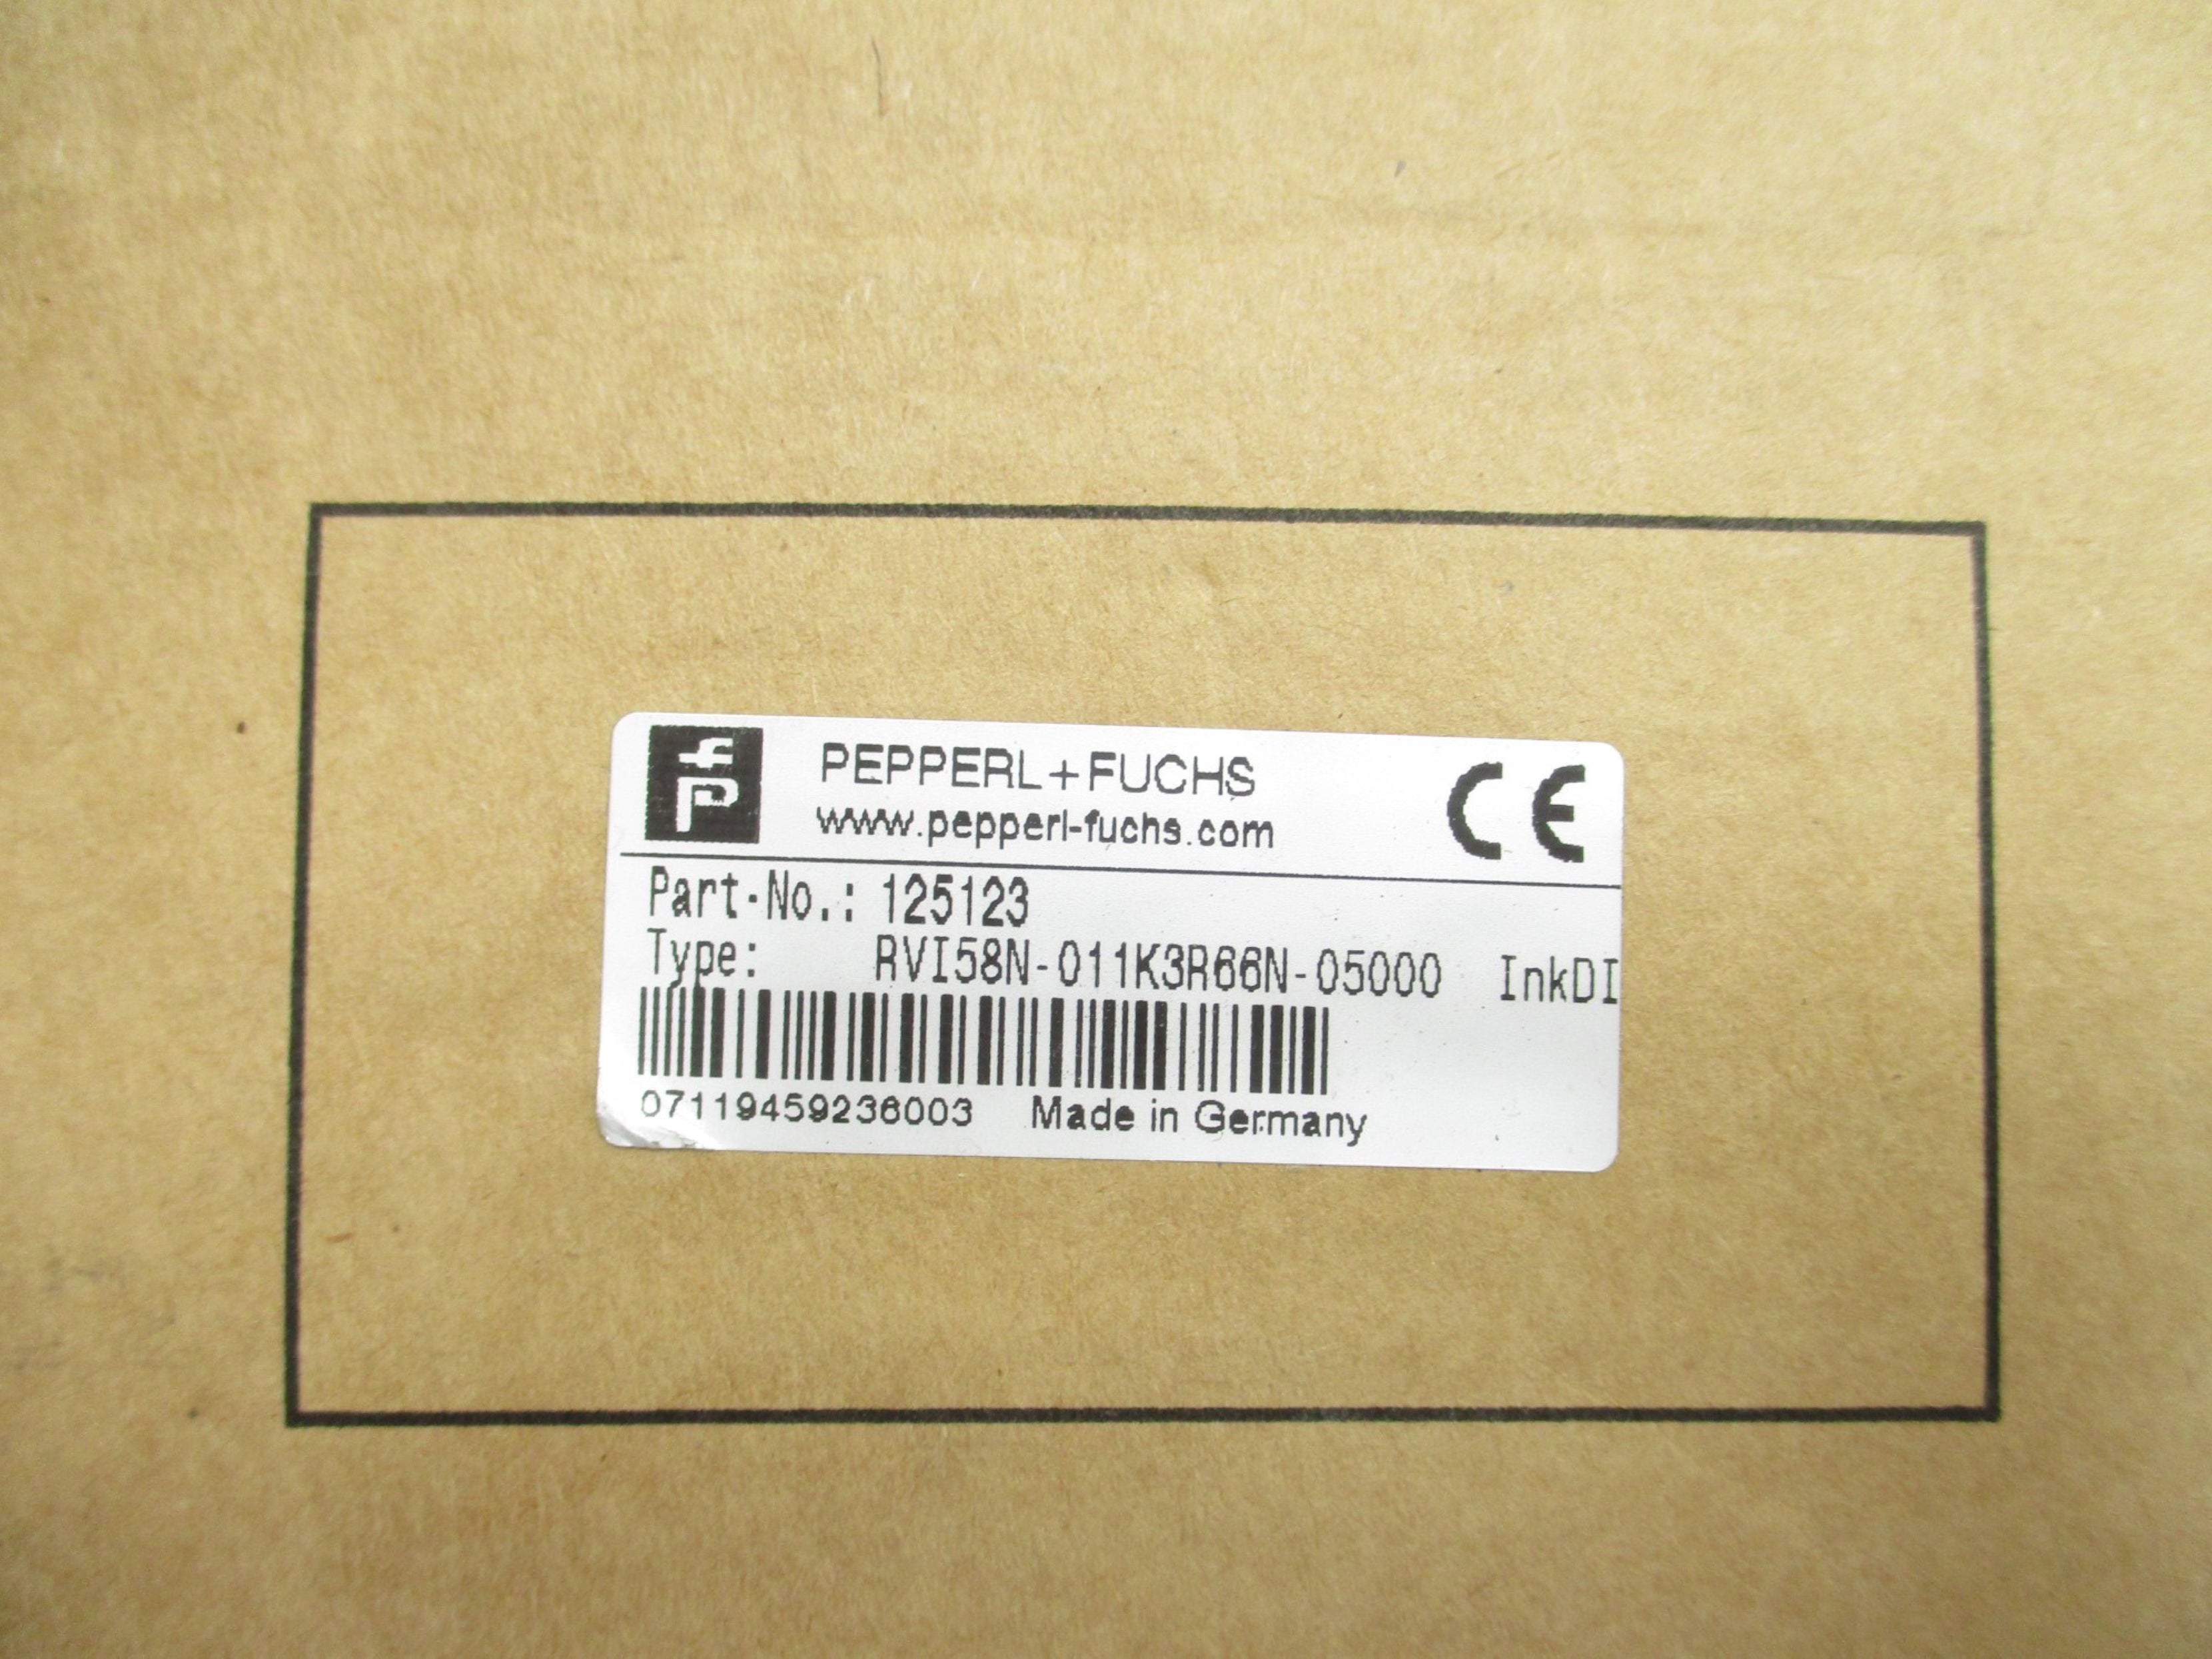 fP
PEPPERL+FUCHS
www.pepperl-fuchs.com
CE
Part-No.: 125123
Type: RVI58N-011K3R66N-05000 InkDI
07119459236003 Made in Germany